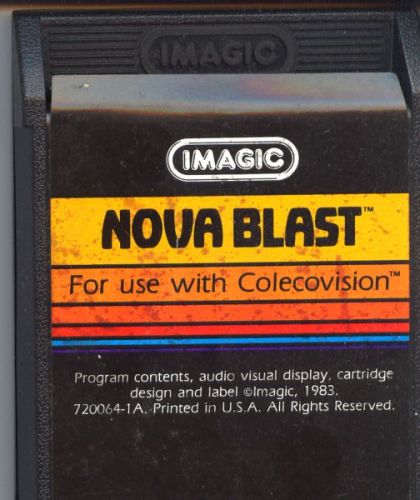 IMAGIC
IMAGIC
NOVA BLAST™
For use with Colecovision™
Program contents, audio visual display, cartridge
design and label ©Imagic, 1983.
720064-1A. Printed in U.S.A. All Rights Reserved.